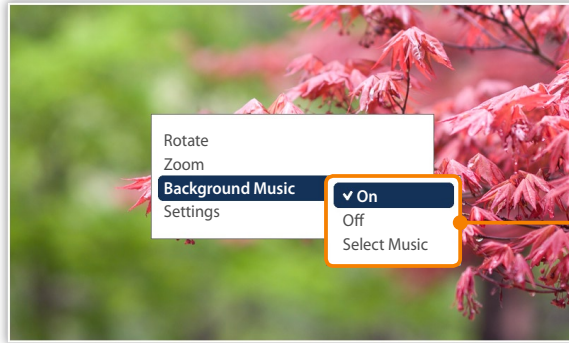 Rotate
Zoom
Background Music
Settings
✔ On
Off
Select Music